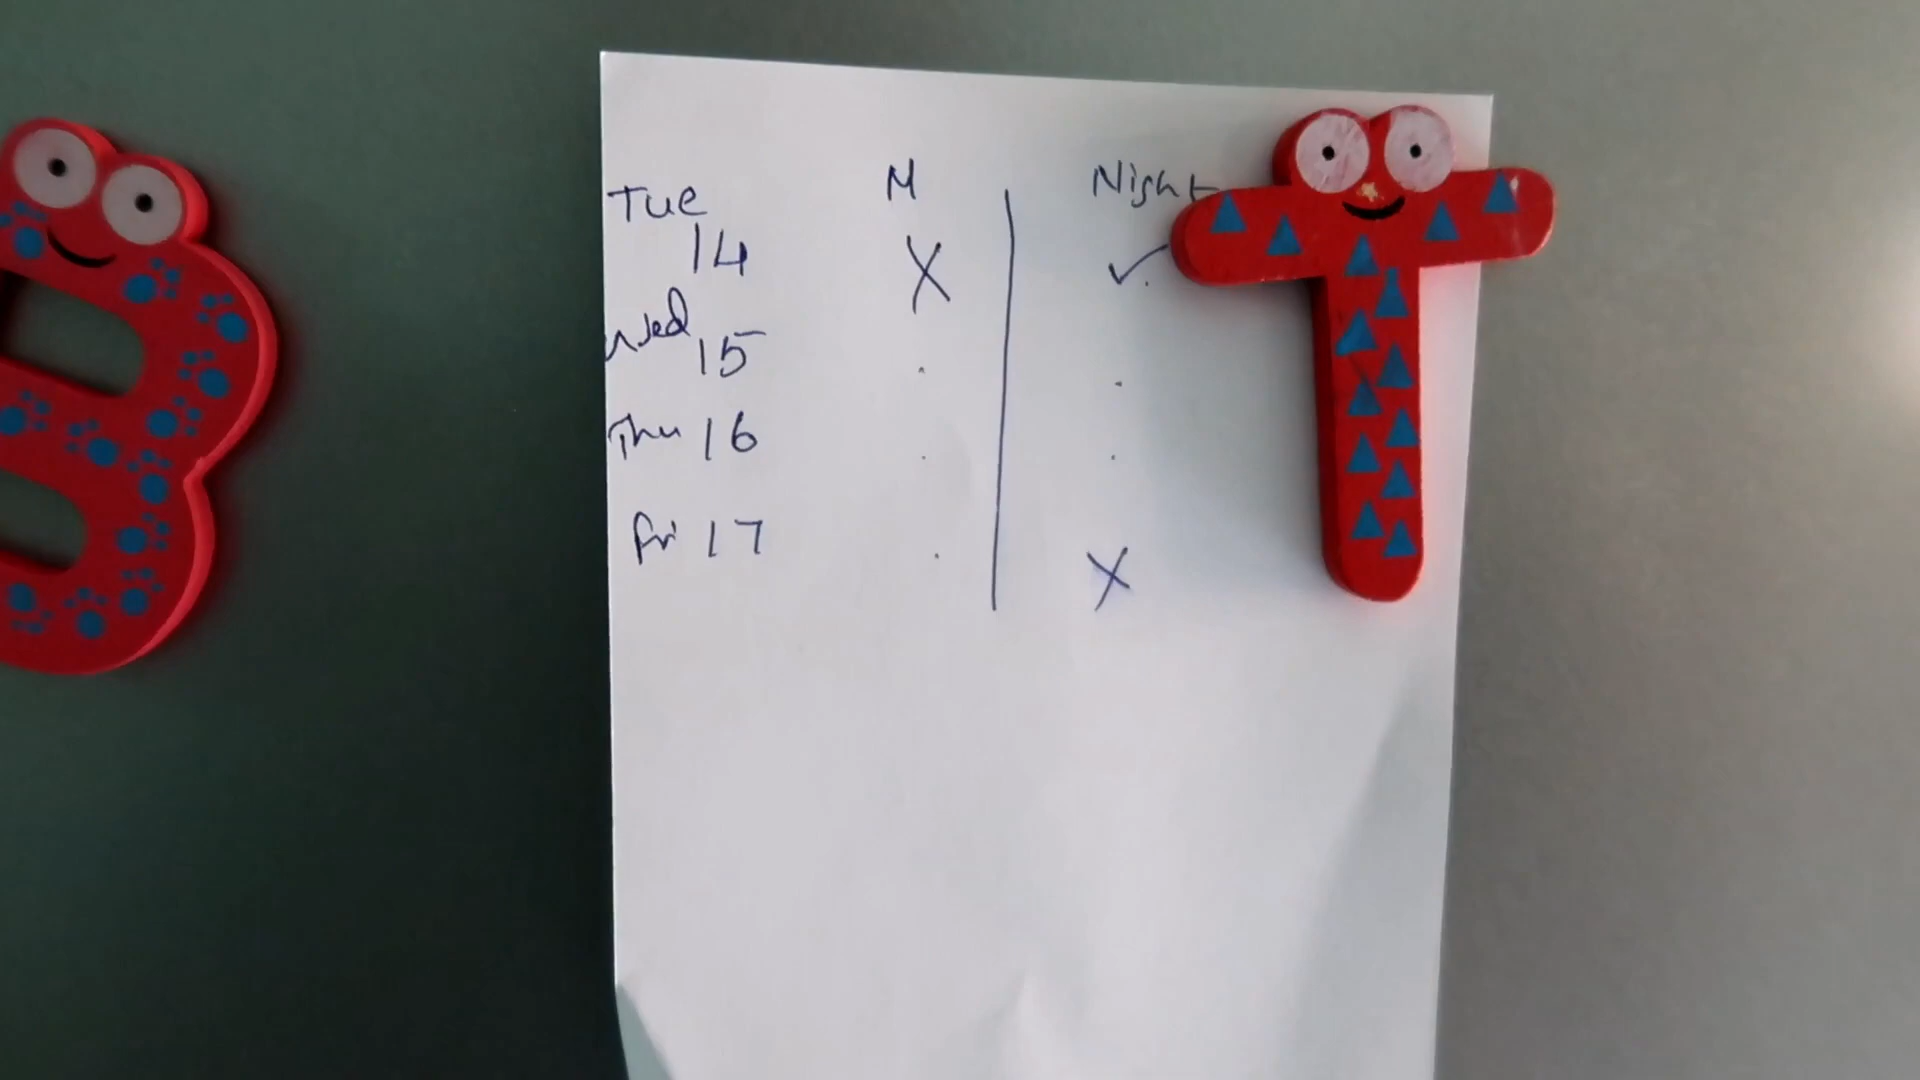 M Night
Tue
14 X ✓.
Wed
15 . .
Thu 16 . .
Fri 17 . X
T